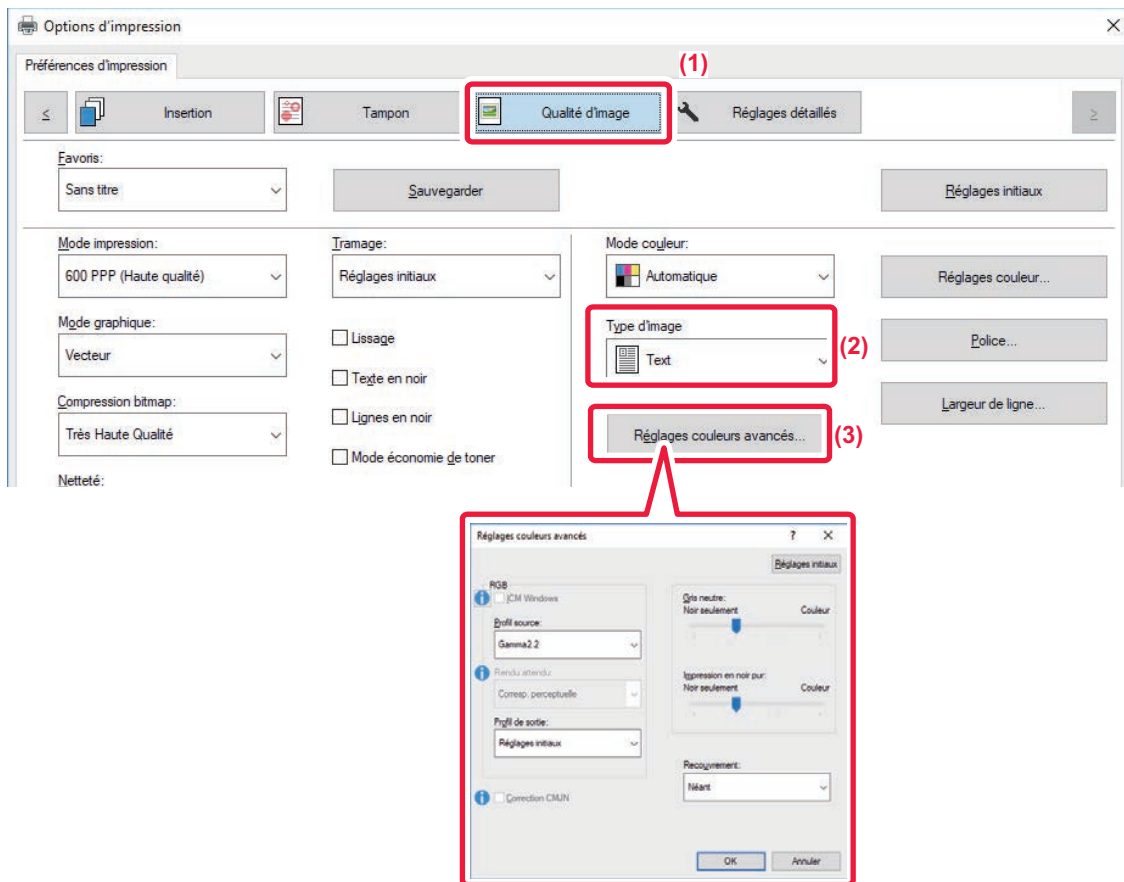 Options d'impression
Préférences d'impression
(1)
< Insertion Tampon Qualité d'image Réglages détaillés >
Favoris:
Sans titre Sauvegarder Réglages initiaux
Mode impression: Tramage: Mode couleur:
600 PPP (Haute qualité) Réglages initiaux Automatique Réglages couleur...
Mode graphique: Type d'image
Vecteur Lissage Text (2) Police...
Texte en noir
Compression bitmap: Largeur de ligne...
Très Haute Qualité Lignes en noir Réglages couleurs avancés... (3)
Mode économie de toner
Netteté:
Réglages couleurs avancés ?
Réglages initiaux
RGB
ICM Windows
Profil source:
Gamma2.2
Rendu attendu:
Corresp. perceptuelle
Profil de sortie:
Réglages initiaux
Correction CMJN
Gris neutre:
Noir seulement Couleur
Impression en noir pur:
Noir seulement Couleur
Recouvrement:
Néant
OK Annuler